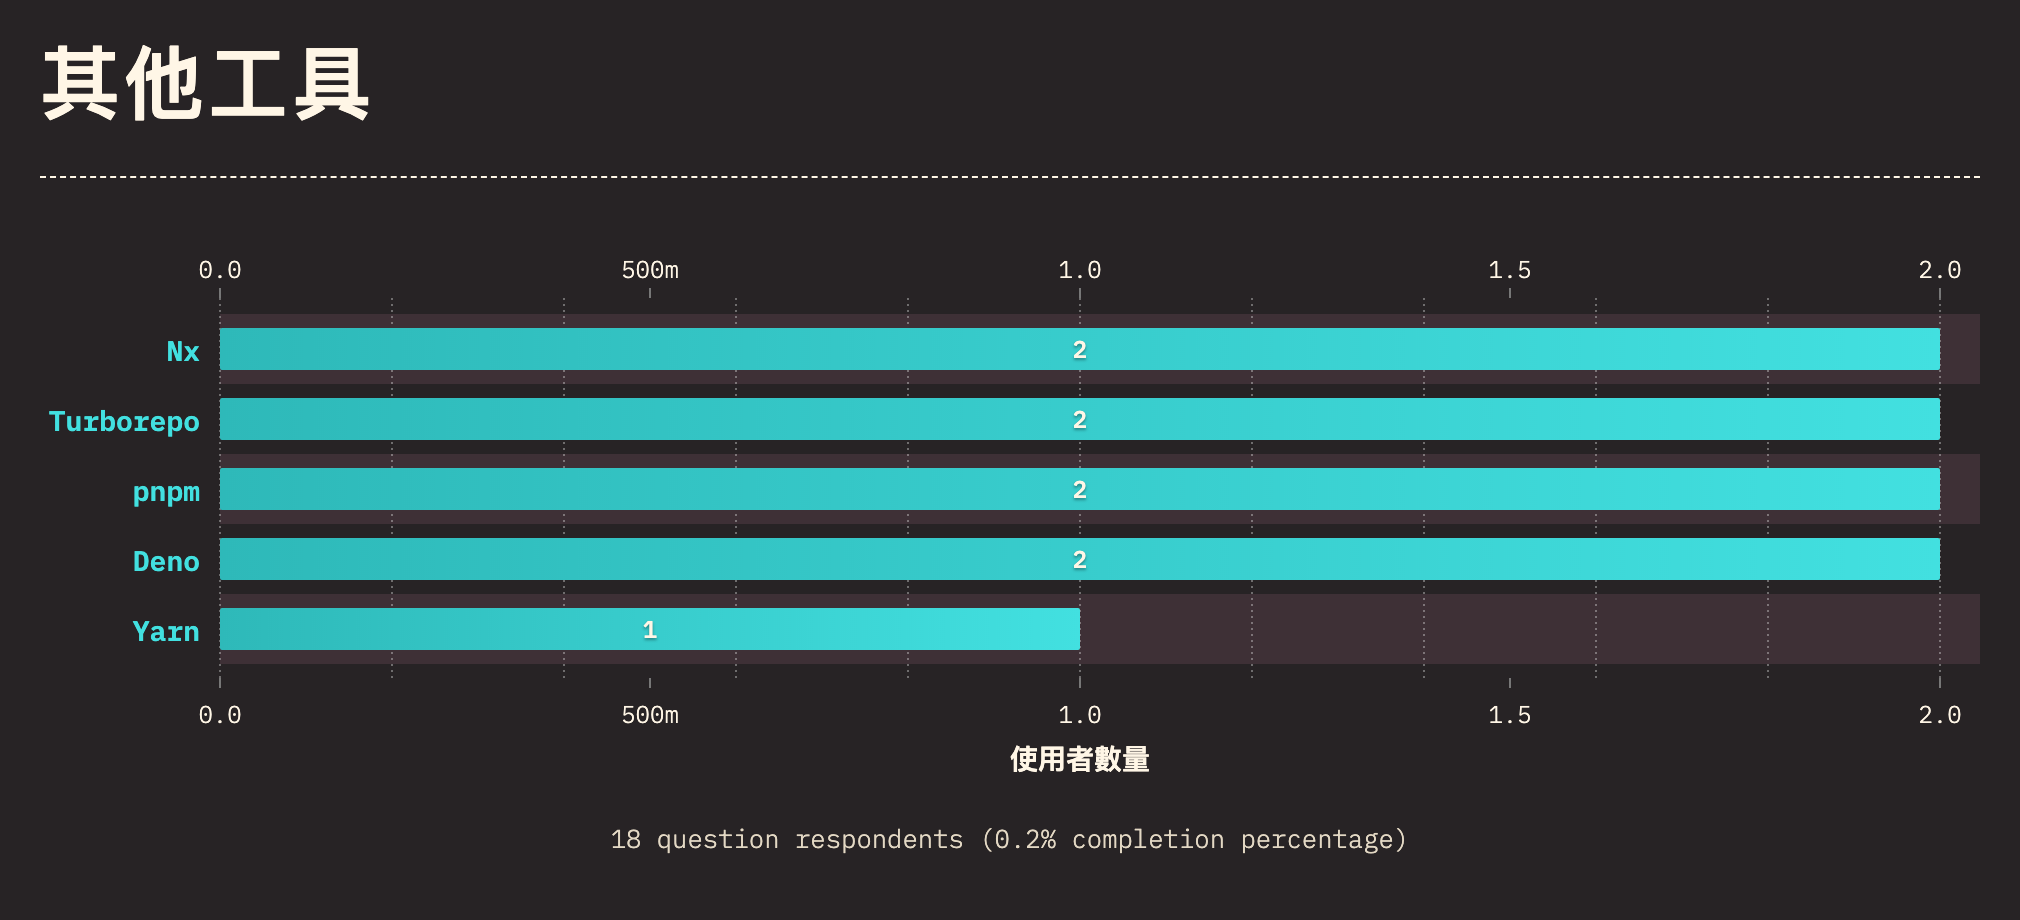 其他工具
0.0 500m 1.0 1.5 2.0
Nx 2
Turborepo 2
pnpm 2
Deno 2
Yarn 1
0.0 500m 1.0 1.5 2.0
使用者數量
18 question respondents (0.2% completion percentage)